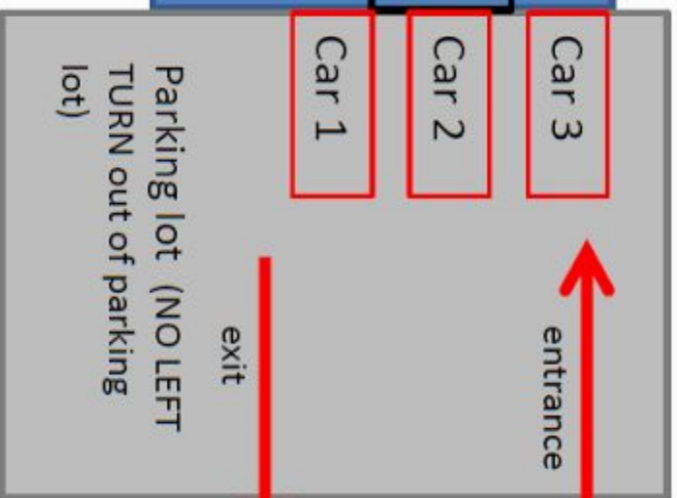 Car 3
Car 2
Car 1
entrance
exit
Parking lot (NO LEFT
TURN out of parking
lot)